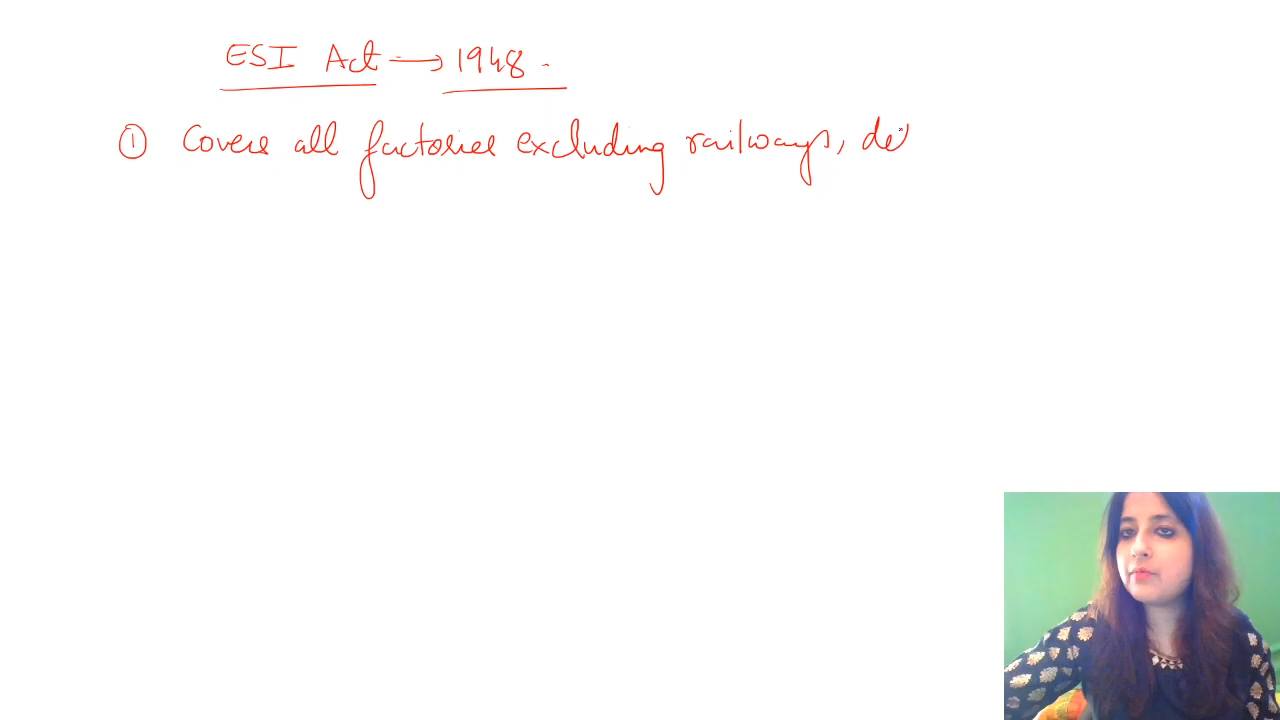 ESI Act → 1948.
① Covers all factories excluding railways, de